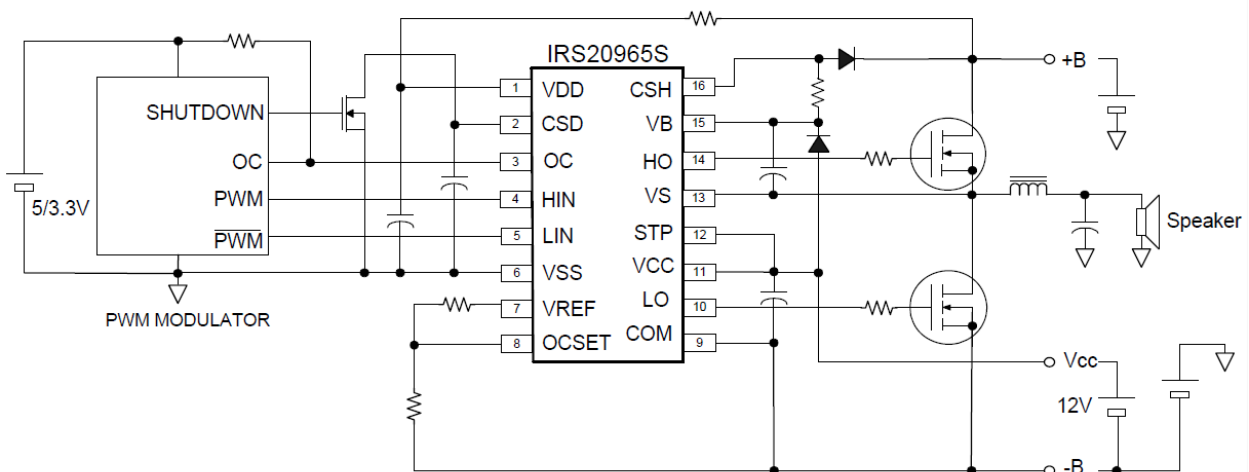 IRS20965S
SHUTDOWN
OC
PWM
PWM
5/3.3V
PWM MODULATOR
1 VDD
2 CSD
3 OC
4 HIN
5 LIN
6 VSS
7 VREF
8 OCSET
CSH 16
VB 15
HO 14
VS 13
STP 12
VCC 11
LO 10
COM 9
+B
Speaker
Vcc
12V
-B